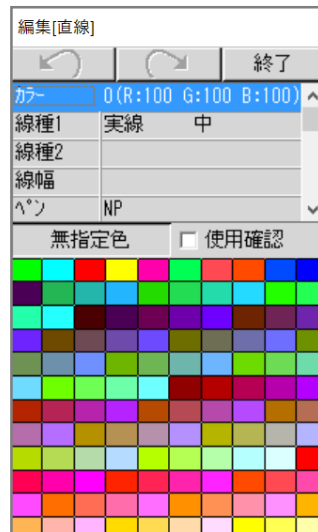 編集[直線]
終了
ｶﾗｰ 0(R:100 G:100 B:100)
線種1 実線 中
線種2
線幅
ﾍﾟﾝ NP
無指定色 使用確認